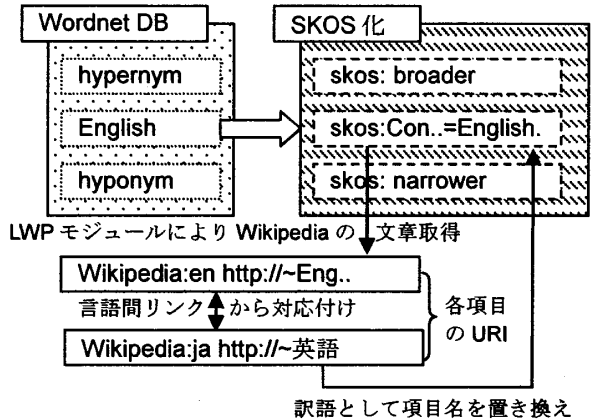 Wordnet DB
SKOS 化
hypernym
skos: broader
English
skos:Con..=English.
hyponym
skos: narrower
LWP モジュールにより Wikipedia の 文章取得
Wikipedia:en http://~Eng..
言語間リンク から対応付け
各項目
の URI
Wikipedia:ja http://~英語
訳語として項目名を置き換え